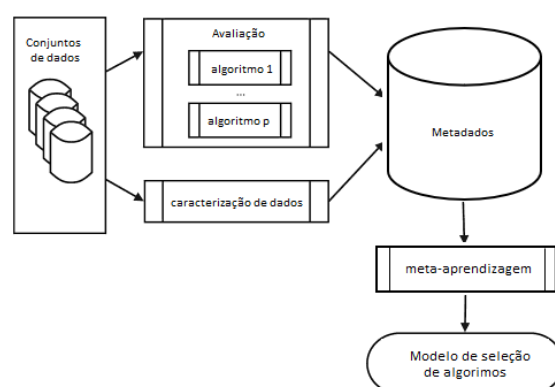 Conjuntos
de dados
Avaliação
algoritmo 1
...
algoritmo p
caracterização de dados
Metadados
meta-aprendizagem
Modelo de seleção
de algorimos